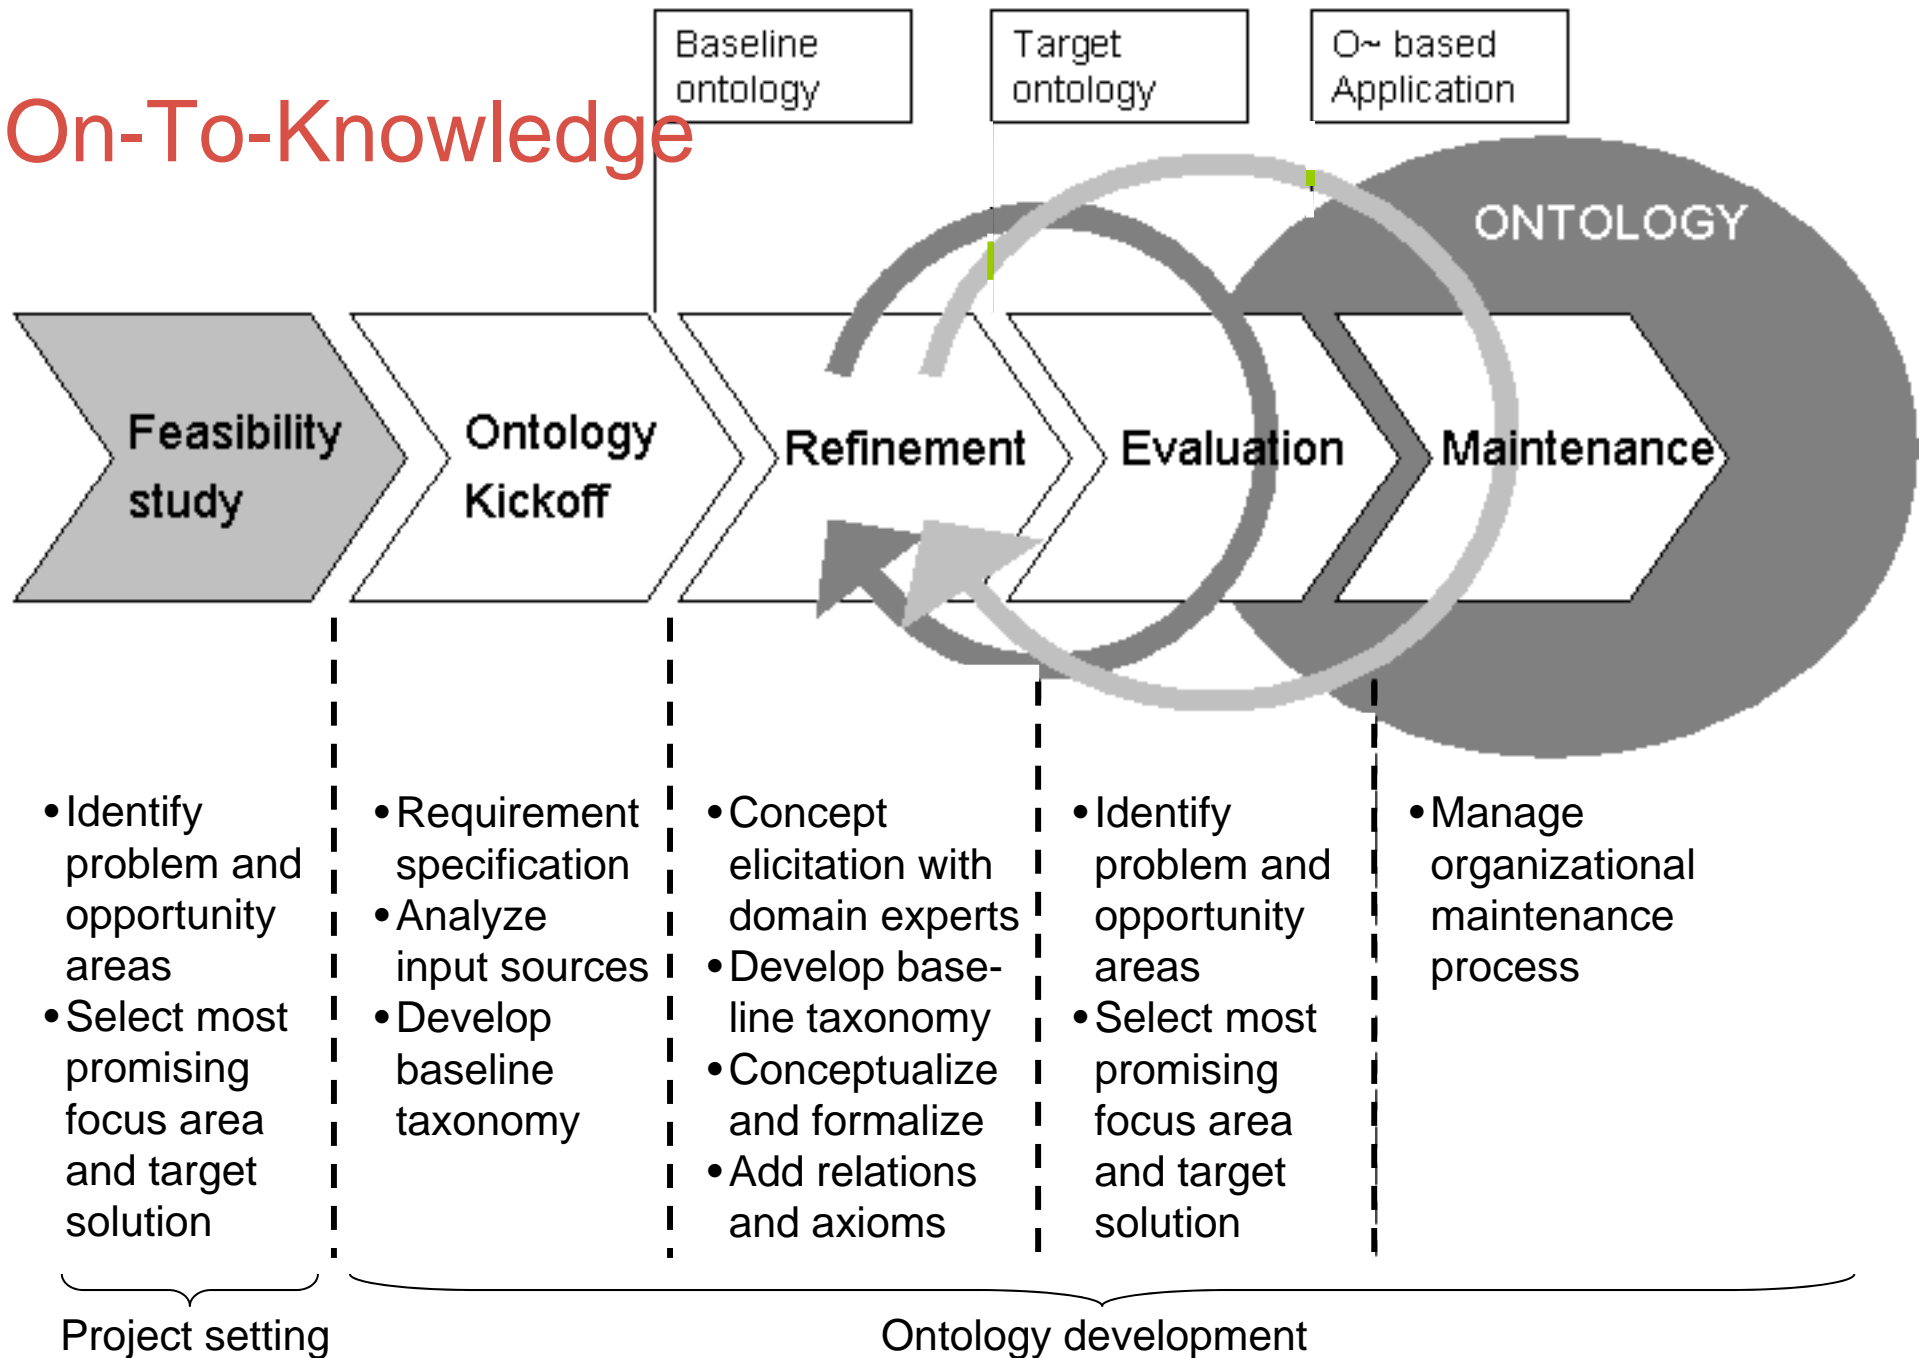 Baseline
ontology
Target
ontology
O~ based
Application
On-To-Knowledge
ONTOLOGY
Feasibility
study
Ontology
Kickoff
Refinement
Evaluation
Maintenance
•Identify
problem and
opportunity
areas
•Select most
promising
focus area
and target
solution
•Requirement
specification
•Analyze
input sources
•Develop
baseline
taxonomy
•Concept
elicitation with
domain experts
•Develop base-
line taxonomy
•Conceptualize
and formalize
•Add relations
and axioms
•Identify
problem and
opportunity
areas
•Select most
promising
focus area
and target
solution
•Manage
organizational
maintenance
process
Project setting
Ontology development